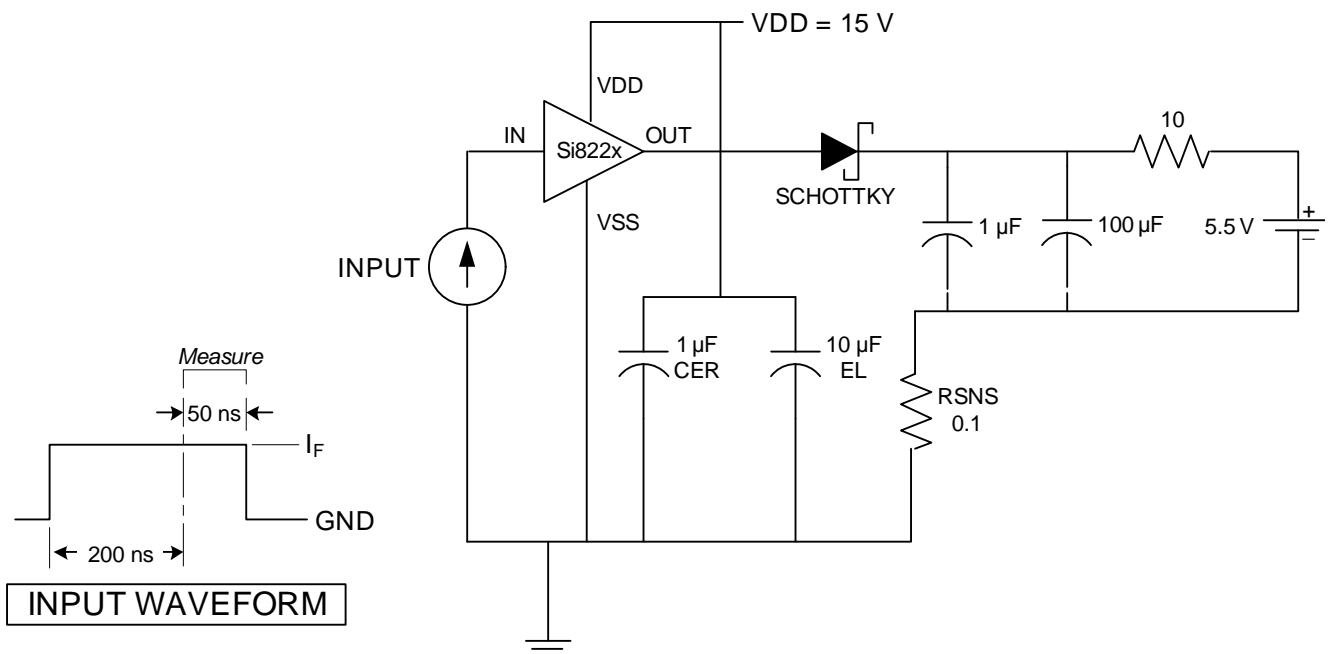 VDD = 15 V
VDD
10
IN
OUT
Si822x
SCHOTTKY
VSS
1 µF
100 µF
5.5 V
+
–
INPUT
1 µF
CER
10 µF
EL
Measure
RSNS
0.1
50 ns
IF
GND
200 ns
INPUT WAVEFORM